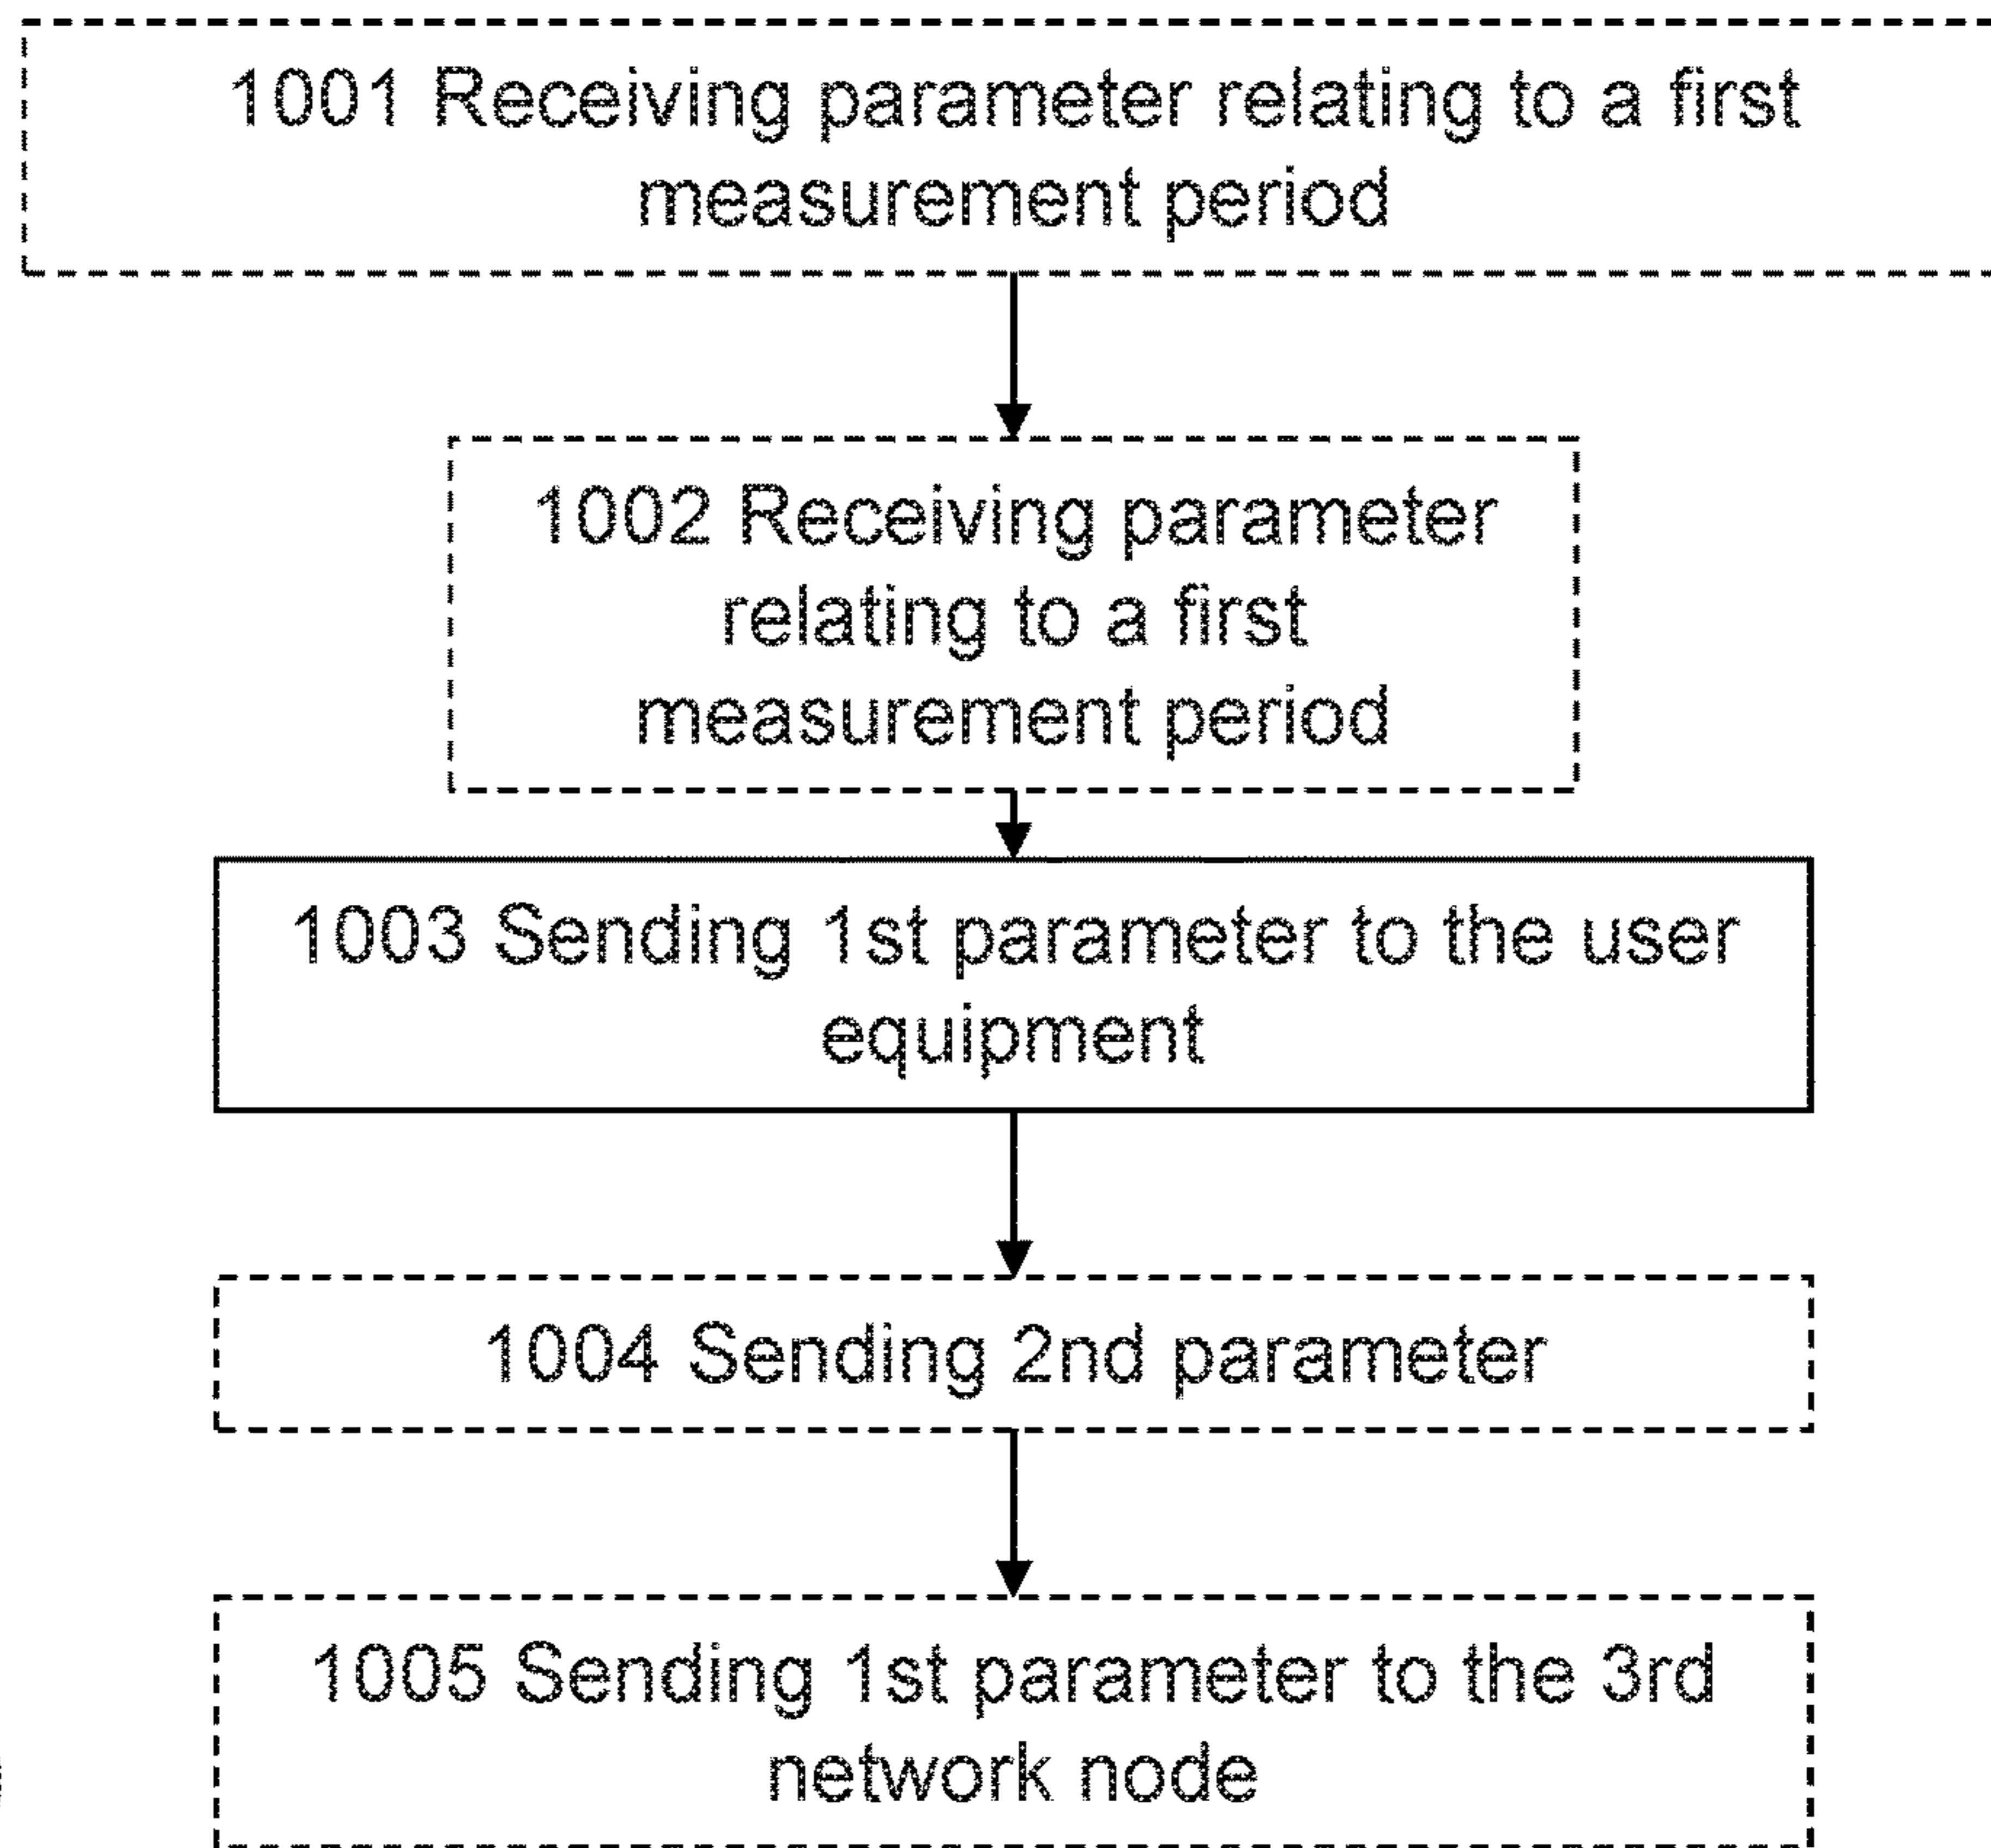 1001 Receiving parameter relating to a first
measurement period
1002 Receiving parameter
relating to a first
measurement period
1003 Sending 1st parameter to the user
equipment
1004 Sending 2nd parameter
1005 Sending 1st parameter to the 3rd
network node